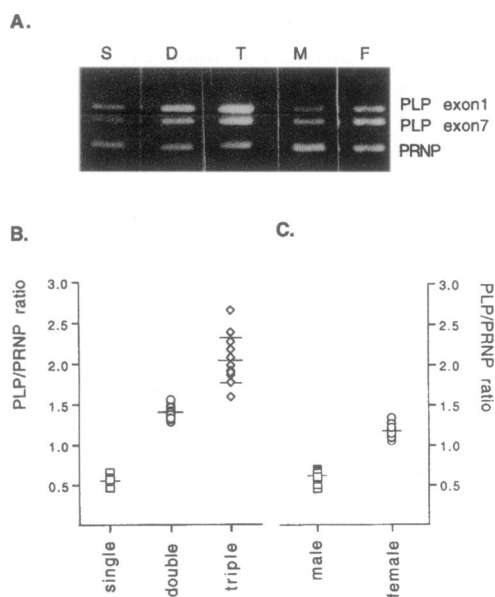 A.
S D T M F
PLP exon1
PLP exon7
PRNP
B.
C.
PLP/PRNP ratio
3.0
2.5
2.0
1.5
1.0
0.5
single
double
triple
3.0
2.5
2.0
1.5
1.0
0.5
PLP/PRNP ratio
male
female